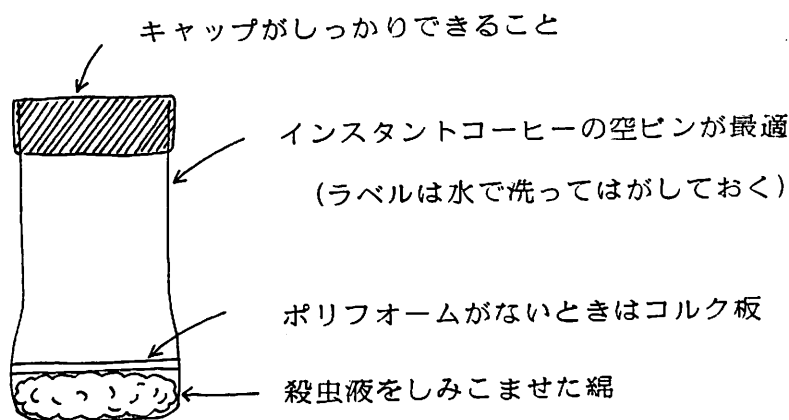 キャップがしっかりできること
インスタントコーヒーの空ビンが最適
(ラベルは水で洗ってはがしておく)
ポリフォームがないときはコルク板
殺虫液をしみこませた綿